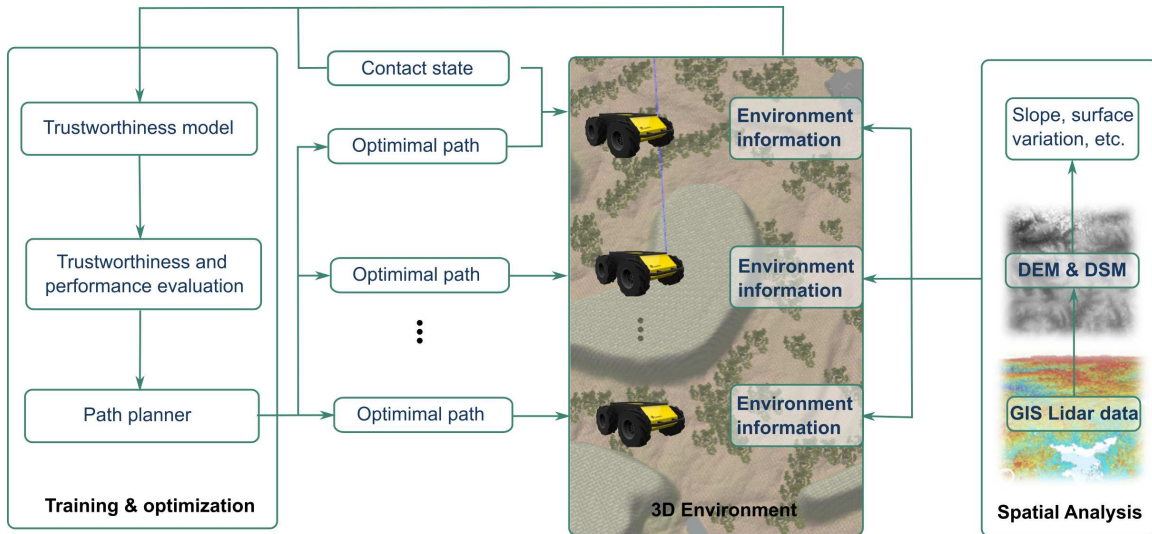 Trustworthiness model
Trustworthiness and
performance evaluation
Path planner
Training & optimization
Contact state
Optimimal path
Optimimal path
Optimimal path
Environment
information
Environment
information
Environment
information
3D Environment
Slope, surface
variation, etc.
DEM & DSM
GIS Lidar data
Spatial Analysis